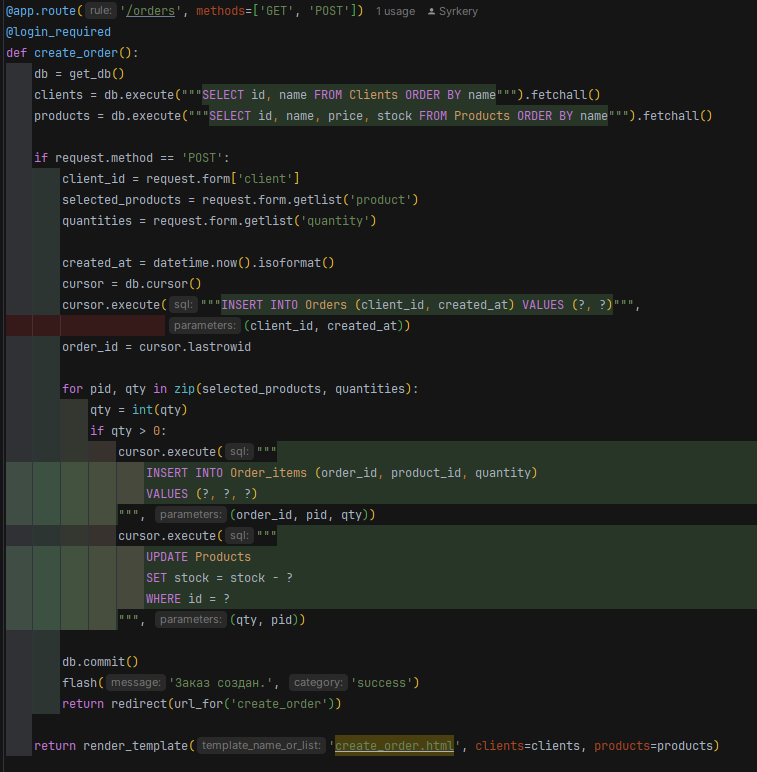 @app.route( rule: '/orders', methods=['GET', 'POST']) 1 usage Syrkery
@login_required
def create_order():
    db = get_db()
    clients = db.execute("""SELECT id, name FROM Clients ORDER BY name""").fetchall()
    products = db.execute("""SELECT id, name, price, stock FROM Products ORDER BY name""").fetchall()
    if request.method == 'POST':
        client_id = request.form['client']
        selected_products = request.form.getlist('product')
        quantities = request.form.getlist('quantity')
        created_at = datetime.now().isoformat()
        cursor = db.cursor()
        cursor.execute( sql: """INSERT INTO Orders (client_id, created_at) VALUES (?, ?)""",
                        parameters: (client_id, created_at))
        order_id = cursor.lastrowid
        for pid, qty in zip(selected_products, quantities):
            qty = int(qty)
            if qty > 0:
                cursor.execute( sql: """
                    INSERT INTO Order_items (order_id, product_id, quantity)
                    VALUES (?, ?, ?)
                """, parameters: (order_id, pid, qty))
                cursor.execute( sql: """
                    UPDATE Products
                    SET stock = stock - ?
                    WHERE id = ?
                """, parameters: (qty, pid))
        db.commit()
        flash( message: 'Заказ создан.', category: 'success')
        return redirect(url_for('create_order'))
    return render_template( template_name_or_list: 'create_order.html', clients=clients, products=products)